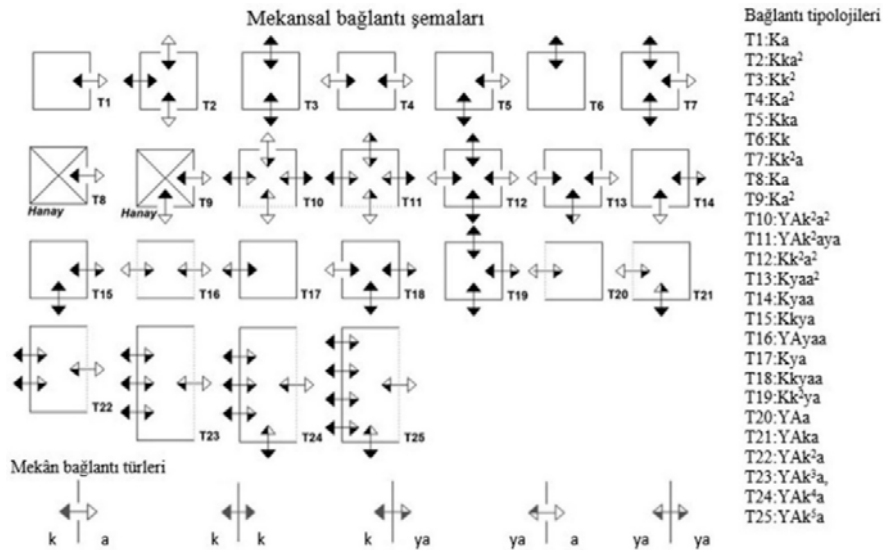 Mekansal bağlantı şemaları
T1 T2 T3 T4 T5 T6 T7
T8 T9 T10 T11 T12 T13 T14
Hanay Hanay
T15 T16 T17 T18 T19 T20 T21
T22 T23 T24 T25
Mekân bağlantı türleri
k a k k k ya ya a ya ya
Bağlantı tipolojileri
T1:Ka
T2:Kka²
T3:Kk²
T4:Ka²
T5:Kka
T6:Kk
T7:Kk²a
T8:Ka
T9:Ka²
T10:YAk²a²
T11:YAk²aya
T12:Kk²a²
T13:Kyaa²
T14:Kyaa
T15:Kkya
T16:YAyaa
T17:Kya
T18:Kkyaa
T19:Kk²ya
T20:YAa
T21:YAka
T22:YAk²a
T23:YAk³a,
T24:YAk⁴a
T25:YAk⁵a